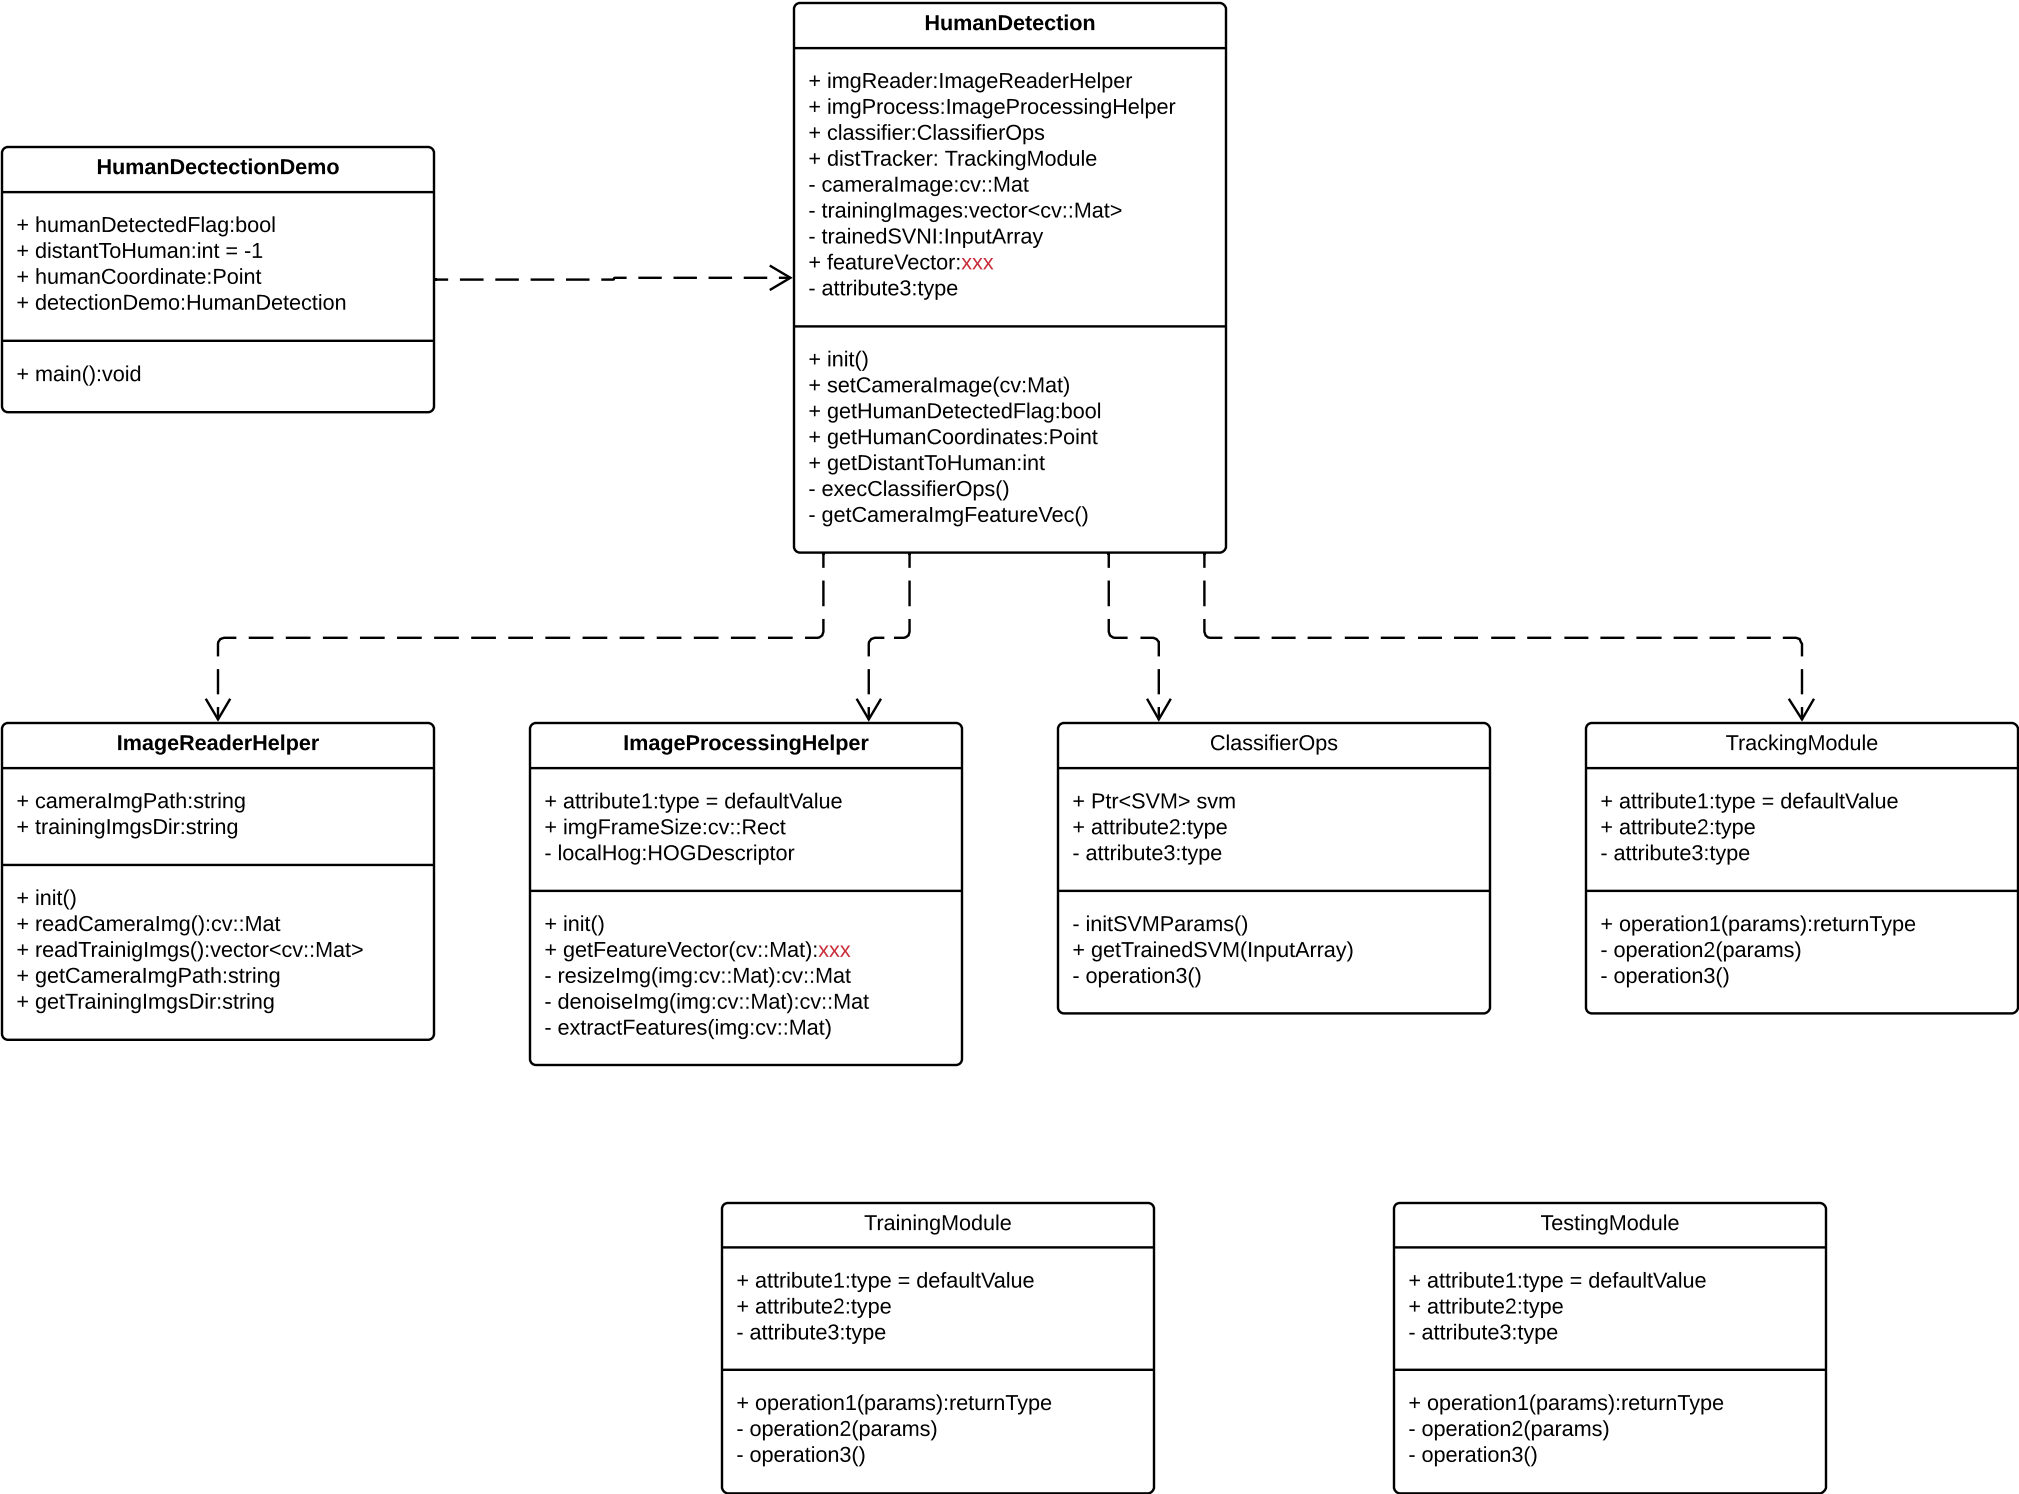 HumanDetection
+ imgReader:ImageReaderHelper
+ imgProcess:ImageProcessingHelper
+ classifier:ClassifierOps
+ distTracker: TrackingModule
- cameraImage:cv::Mat
- trainingImages:vector<cv::Mat>
- trainedSVNI:InputArray
+ featureVector:xxx
- attribute3:type
+ init()
+ setCameraImage(cv:Mat)
+ getHumanDetectedFlag:bool
+ getHumanCoordinates:Point
+ getDistantToHuman:int
- execClassifierOps()
- getCameraImgFeatureVec()
HumanDectectionDemo
+ humanDetectedFlag:bool
+ distantToHuman:int = -1
+ humanCoordinate:Point
+ detectionDemo:HumanDetection
+ main():void
ImageReaderHelper
+ cameraImgPath:string
+ trainingImgsDir:string
+ init()
+ readCameraImg():cv::Mat
+ readTrainigImgs():vector<cv::Mat>
+ getCameraImgPath:string
+ getTrainingImgsDir:string
ImageProcessingHelper
+ attribute1:type = defaultValue
+ imgFrameSize:cv::Rect
- localHog:HOGDescriptor
+ init()
+ getFeatureVector(cv::Mat):xxx
- resizeImg(img:cv::Mat):cv::Mat
- denoiseImg(img:cv::Mat):cv::Mat
- extractFeatures(img:cv::Mat)
ClassifierOps
+ Ptr<SVM> svm
+ attribute2:type
- attribute3:type
- initSVMParams()
+ getTrainedSVM(InputArray)
- operation3()
TrackingModule
+ attribute1:type = defaultValue
+ attribute2:type
- attribute3:type
+ operation1(params):returnType
- operation2(params)
- operation3()
TrainingModule
+ attribute1:type = defaultValue
+ attribute2:type
- attribute3:type
+ operation1(params):returnType
- operation2(params)
- operation3()
TestingModule
+ attribute1:type = defaultValue
+ attribute2:type
- attribute3:type
+ operation1(params):returnType
- operation2(params)
- operation3()